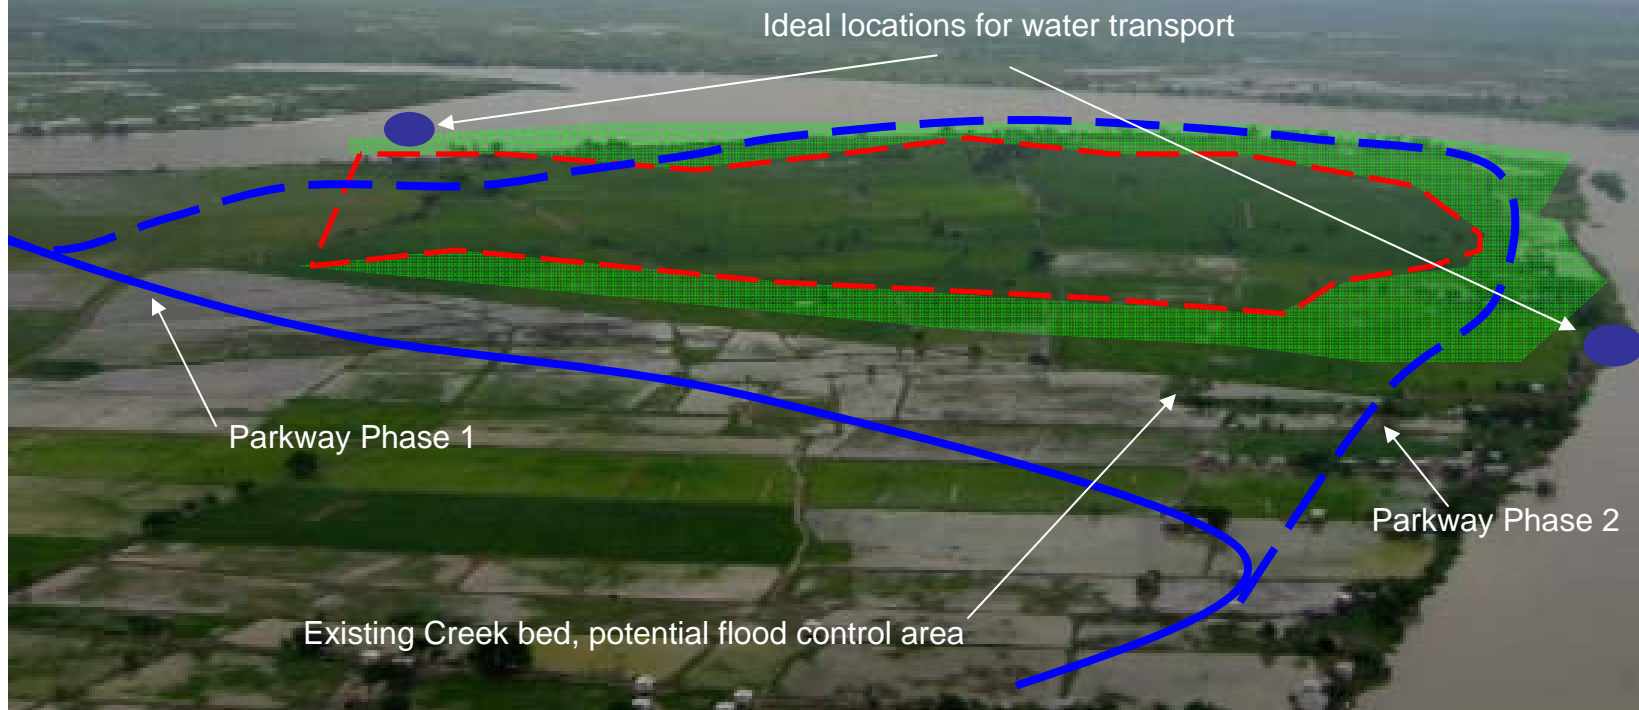 Ideal locations for water transport
Parkway Phase 1
Parkway Phase 2
Existing Creek bed, potential flood control area